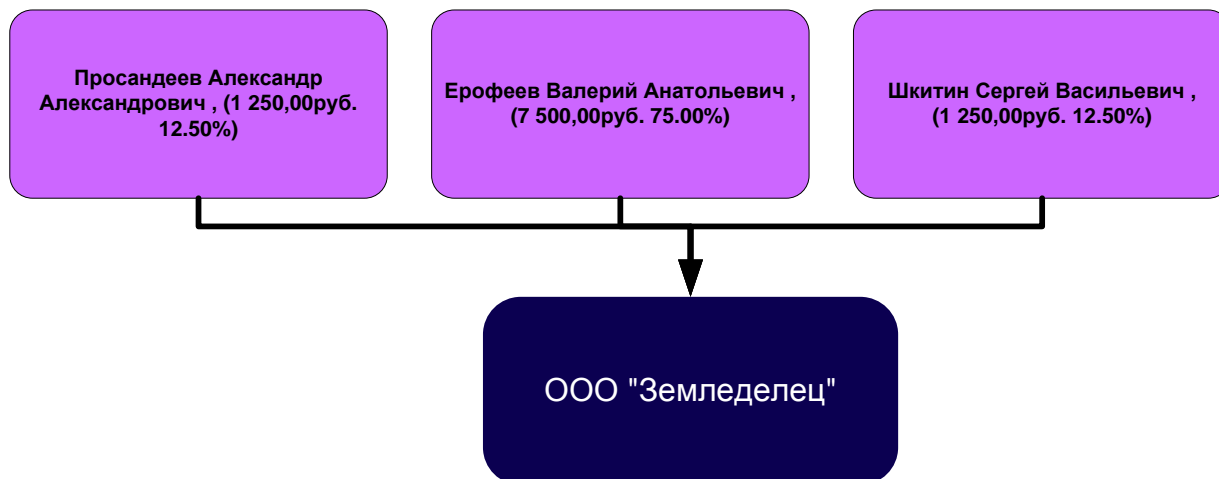 Просандеев Александр
Александрович , (1 250,00руб.
12.50%)
Ерофеев Валерий Анатольевич ,
(7 500,00руб. 75.00%)
Шкитин Сергей Васильевич ,
(1 250,00руб. 12.50%)
ООО "Земледелец"